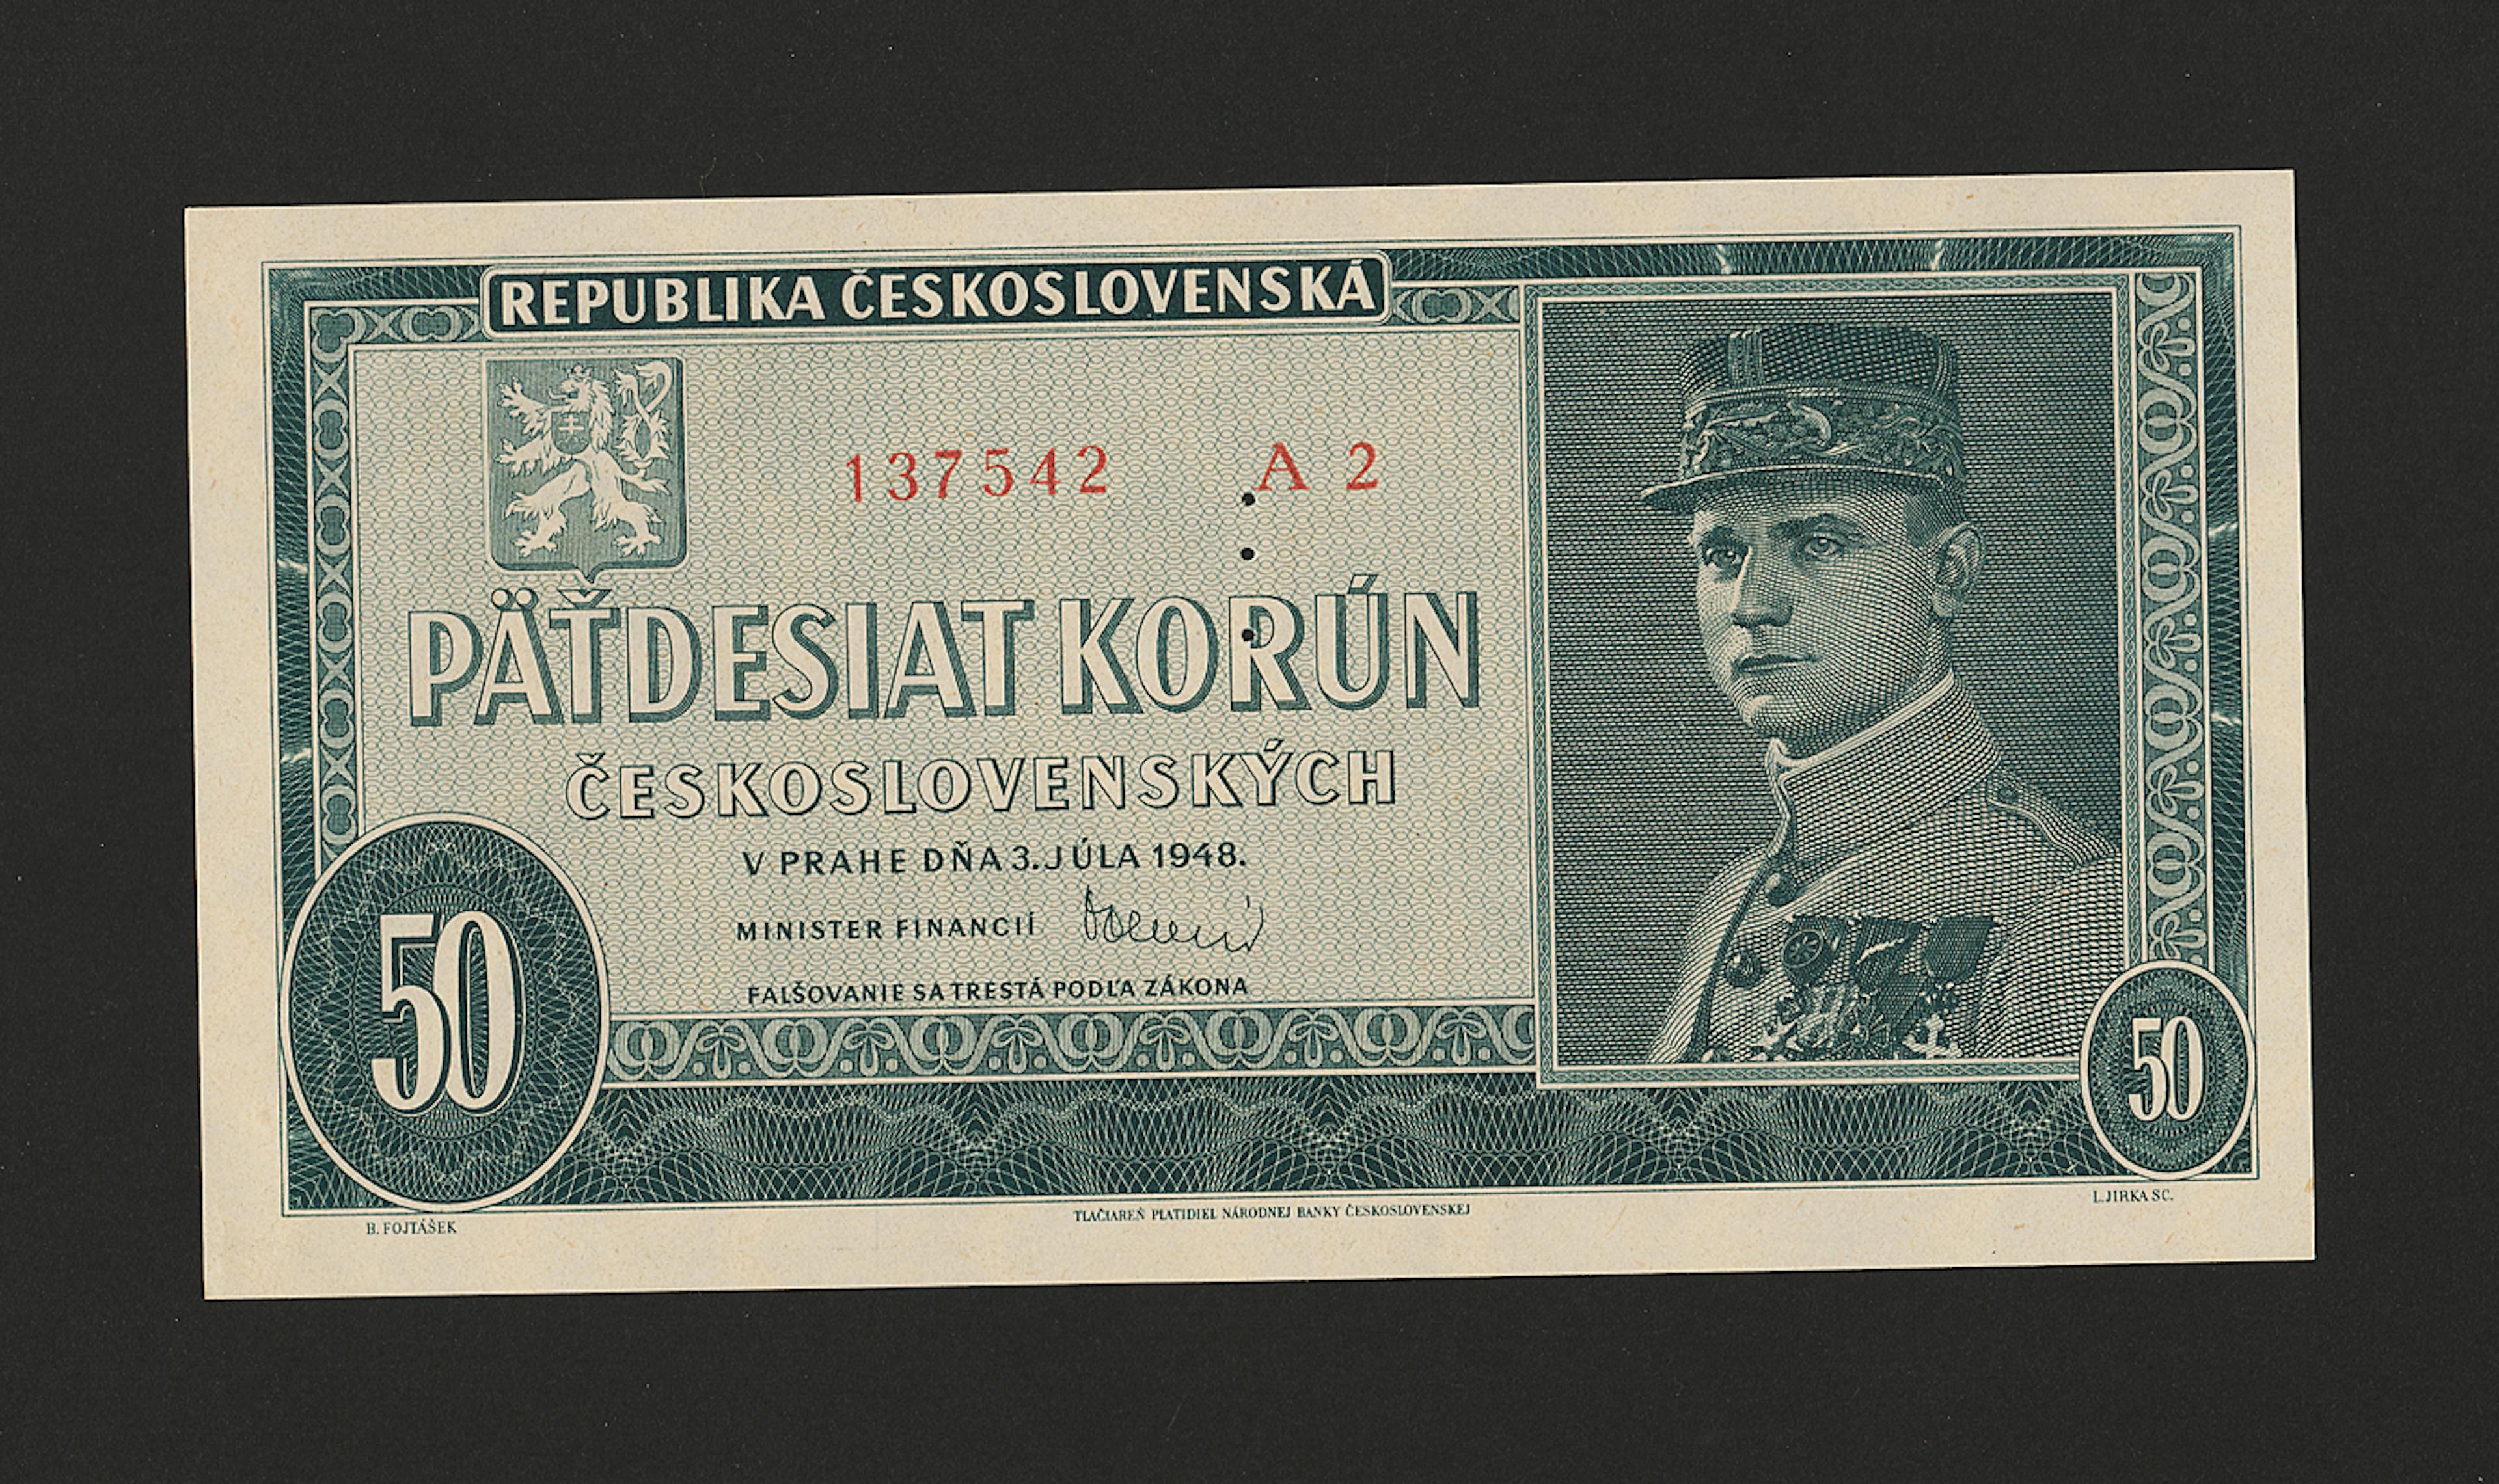 REPUBLIKA ČESKOSLOVENSKÁ
137542 A 2
PÄŤDESIAT KORÚN
ČESKOSLOVENSKÝCH
V PRAHE DŇA 3. JÚLA 1948.
MINISTER FINANCIÍ
FALŠOVANIE SA TRESTÁ PODĽA ZÁKONA
50
50
B. FOJTÁŠEK
TLAČIAREŇ PLATIDIEL NÁRODNEJ BANKY ČESKOSLOVENSKEJ
L. JIRKA SC.